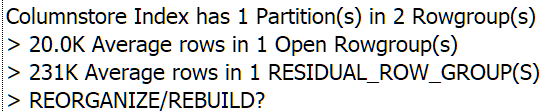 Columnstore Index has 1 Partition(s) in 2 Rowgroup(s)
> 20.0K Average rows in 1 Open Rowgroup(s)
> 231K Average rows in 1 RESIDUAL_ROW_GROUP(S)
> REORGANIZE/REBUILD?